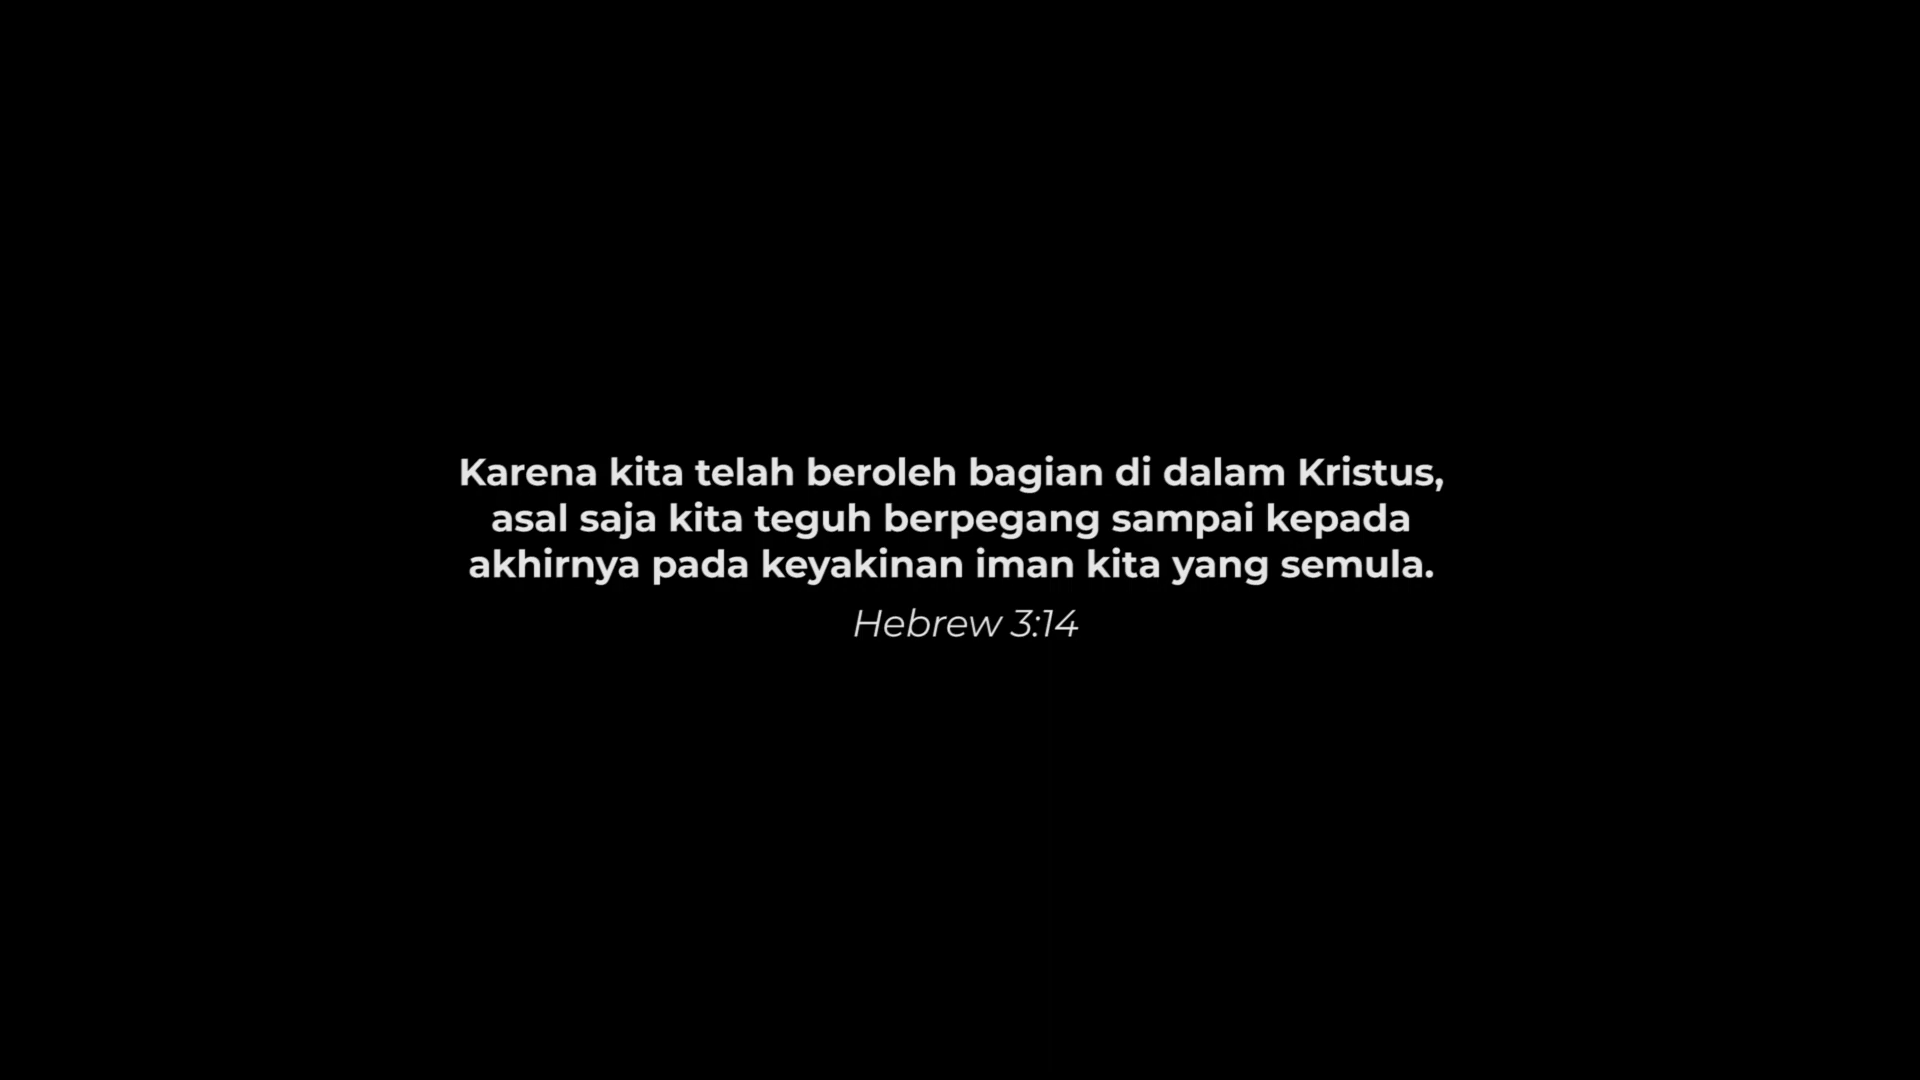 Karena kita telah beroleh bagian di dalam Kristus,
asal saja kita teguh berpegang sampai kepada
akhirnya pada keyakinan iman kita yang semula.
Hebrew 3:14